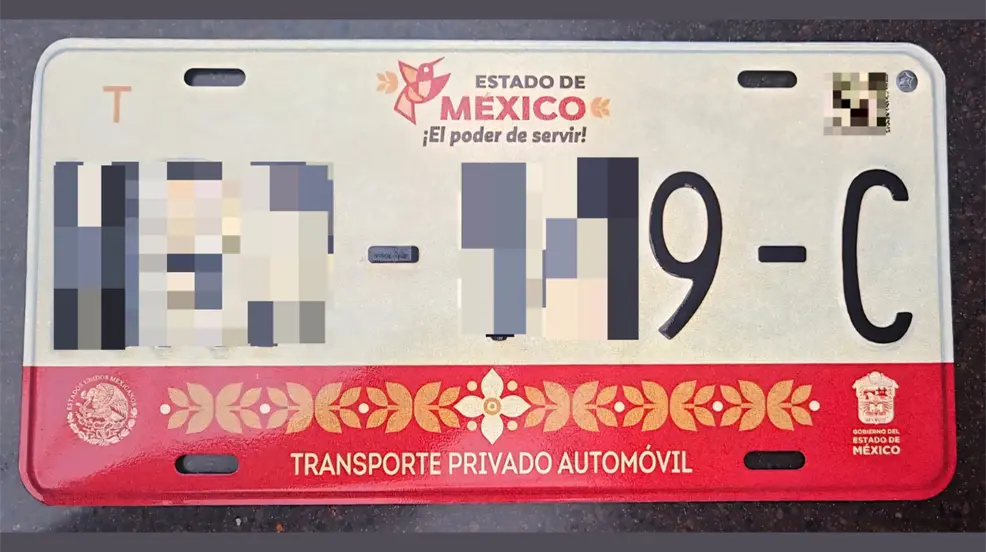 T
ESTADO DE
MÉXICO
¡El poder de servir!
- 9 - C
ESTADOS UNIDOS MEXICANOS
TRANSPORTE PRIVADO AUTOMÓVIL
GOBIERNO DEL
ESTADO DE
MÉXICO